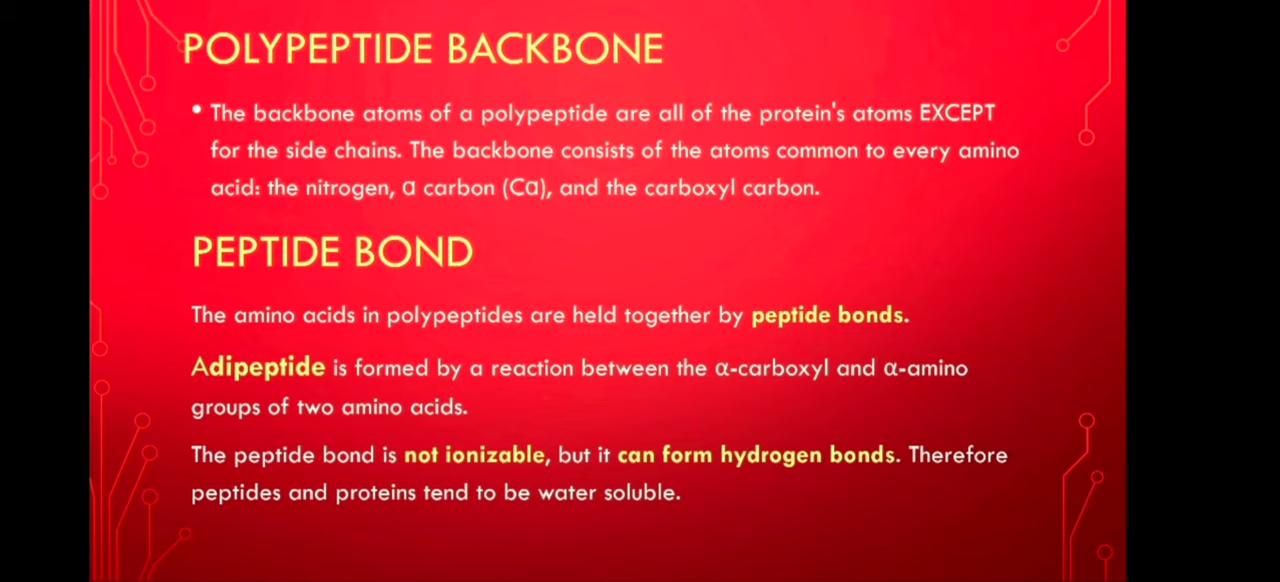 POLYPEPTIDE BACKBONE
• The backbone atoms of a polypeptide are all of the protein's atoms EXCEPT
for the side chains. The backbone consists of the atoms common to every amino
acid: the nitrogen, α carbon (Cα), and the carboxyl carbon.
PEPTIDE BOND
The amino acids in polypeptides are held together by peptide bonds.
Adipeptide is formed by a reaction between the α-carboxyl and α-amino
groups of two amino acids.
The peptide bond is not ionizable, but it can form hydrogen bonds. Therefore
peptides and proteins tend to be water soluble.